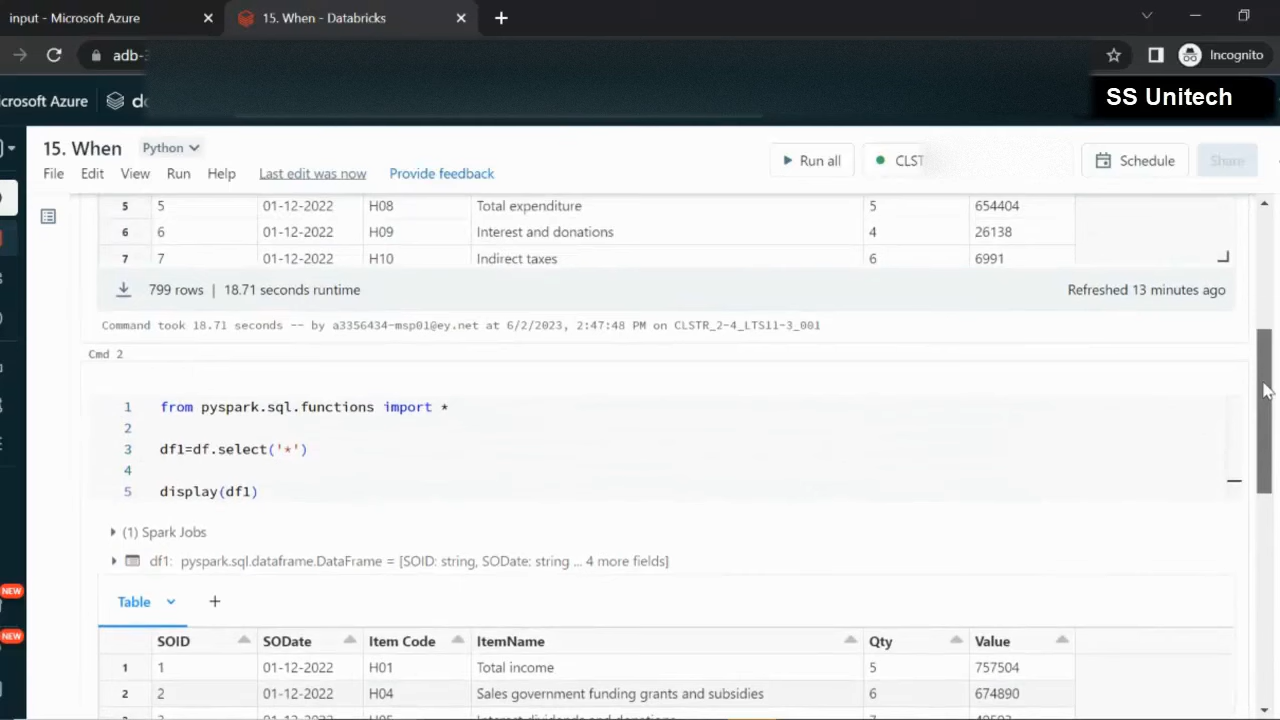 input - Microsoft Azure
15. When - Databricks
adb-
Incognito
crosoft Azure
SS Unitech
15. When
Python
Run all
CLST
Schedule
Share
File Edit View Run Help Last edit was now Provide feedback
5 5 01-12-2022 H08 Total expenditure 5 654404
6 6 01-12-2022 H09 Interest and donations 4 26138
7 7 01-12-2022 H10 Indirect taxes 6 6991
799 rows | 18.71 seconds runtime
Refreshed 13 minutes ago
Command took 18.71 seconds -- by a3356434-msp01@ey.net at 6/2/2023, 2:47:48 PM on CLSTR_2-4_LTS11-3_001
Cmd 2
1 from pyspark.sql.functions import *
2
3 df1=df.select('*')
4
5 display(df1)
(1) Spark Jobs
df1: pyspark.sql.dataframe.DataFrame = [SOID: string, SODate: string ... 4 more fields]
NEW
Table +
NEW
SOID SODate Item Code ItemName Qty Value
1 1 01-12-2022 H01 Total income 5 757504
2 2 01-12-2022 H04 Sales government funding grants and subsidies 6 674890